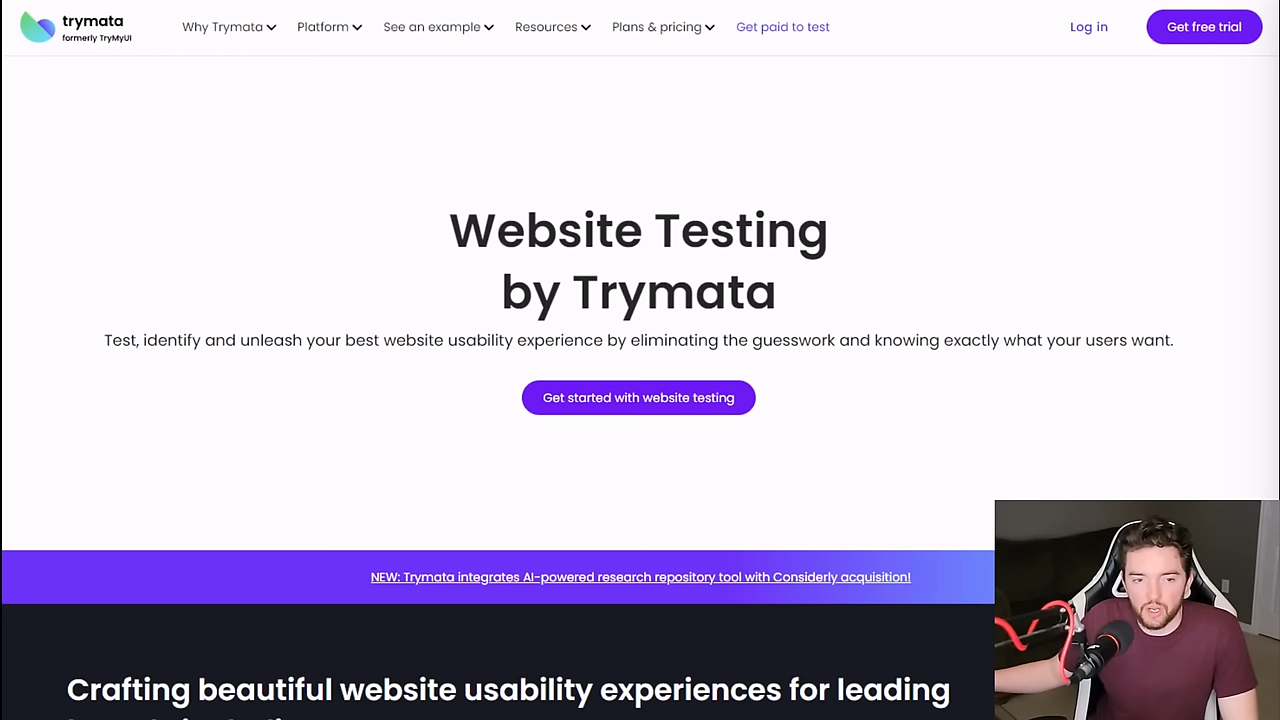 trymata
formerly TryMyUI
Why Trymata
Platform
See an example
Resources
Plans & pricing
Get paid to test
Log in
Get free trial
Website Testing
by Trymata
Test, identify and unleash your best website usability experience by eliminating the guesswork and knowing exactly what your users want.
Get started with website testing
NEW: Trymata integrates AI-powered research repository tool with Considerly acquisition!
Crafting beautiful website usability experiences for leading